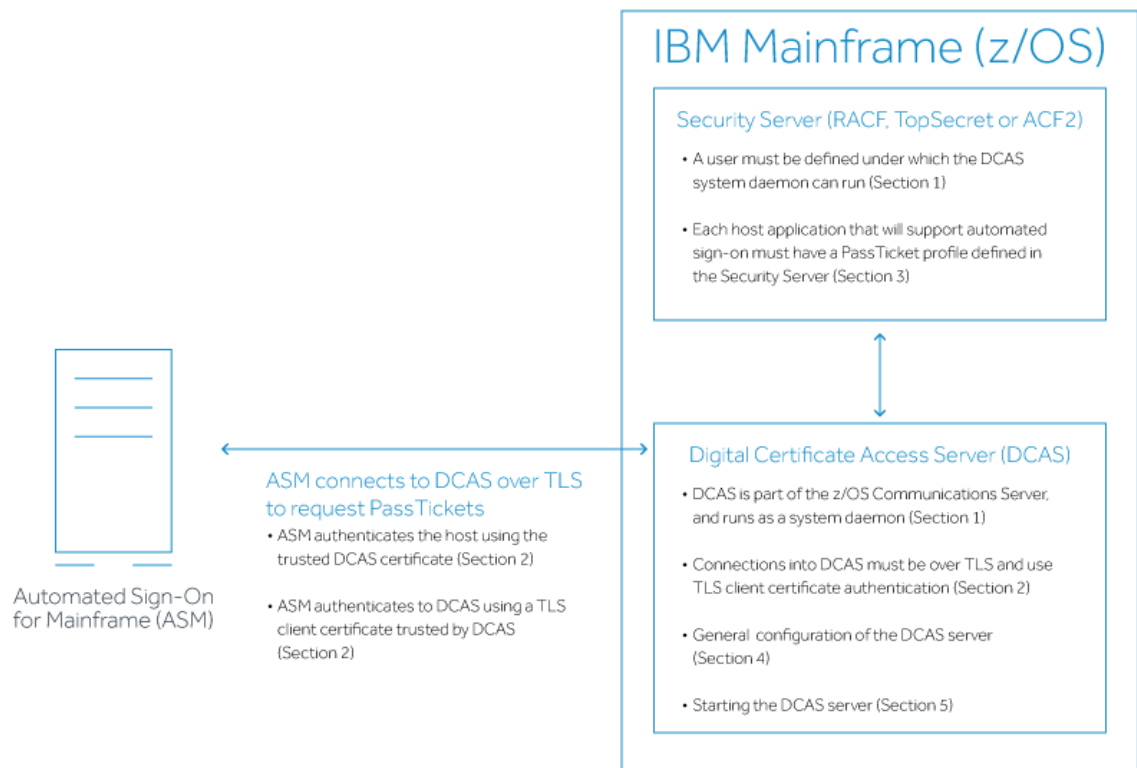 IBM Mainframe (z/OS)
Security Server (RACF, TopSecret or ACF2)
• A user must be defined under which the DCAS
system daemon can run (Section 1)
• Each host application that will support automated
sign-on must have a PassTicket profile defined in
the Security Server (Section 3)
Automated Sign-On
for Mainframe (ASM)
ASM connects to DCAS over TLS
to request PassTickets
• ASM authenticates the host using the
trusted DCAS certificate (Section 2)
• ASM authenticates to DCAS using a TLS
client certificate trusted by DCAS
(Section 2)
Digital Certificate Access Server (DCAS)
• DCAS is part of the z/OS Communications Server,
and runs as a system daemon (Section 1)
• Connections into DCAS must be over TLS and use
TLS client certificate authentication (Section 2)
• General configuration of the DCAS server
(Section 4)
• Starting the DCAS server (Section 5)